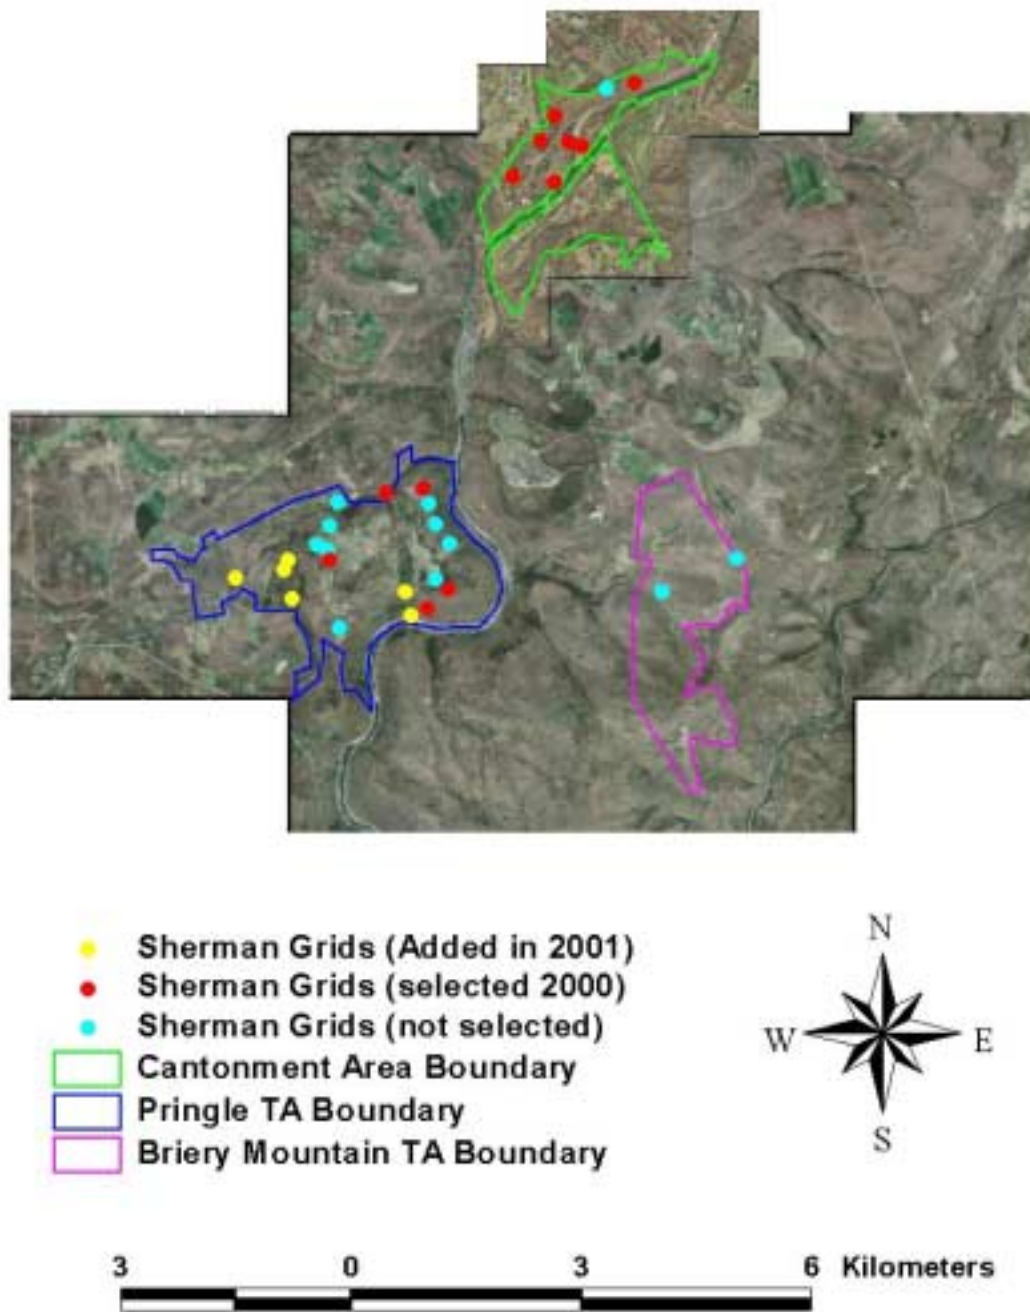 Sherman Grids (Added in 2001)
Sherman Grids (selected 2000)
Sherman Grids (not selected)
Cantonment Area Boundary
Pringle TA Boundary
Briery Mountain TA Boundary
N
W E
S
3 0 3 6 Kilometers